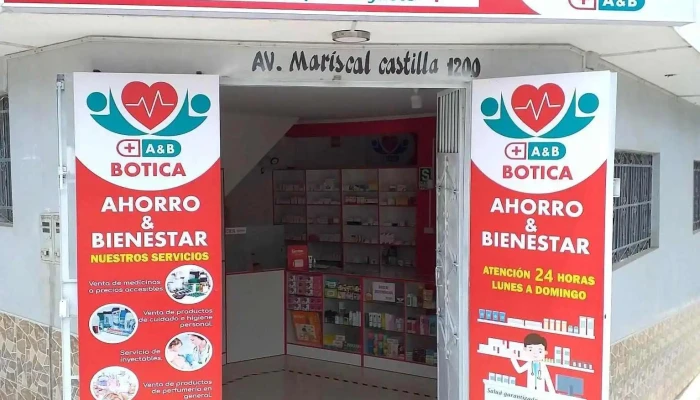 A&B
AV. Mariscal castilla 1200
A&B
BOTICA
AHORRO
&
BIENESTAR
NUESTROS SERVICIOS
Venta de medicinas
a precios accesibles.
Venta de productos
de cuidado e higiene
personal.
Servicio de
inyectables.
Venta de productos
de perfumería en
general.
A&B
BOTICA
AHORRO
&
BIENESTAR
ATENCIÓN 24 HORAS
LUNES A DOMINGO
Salud garantizada